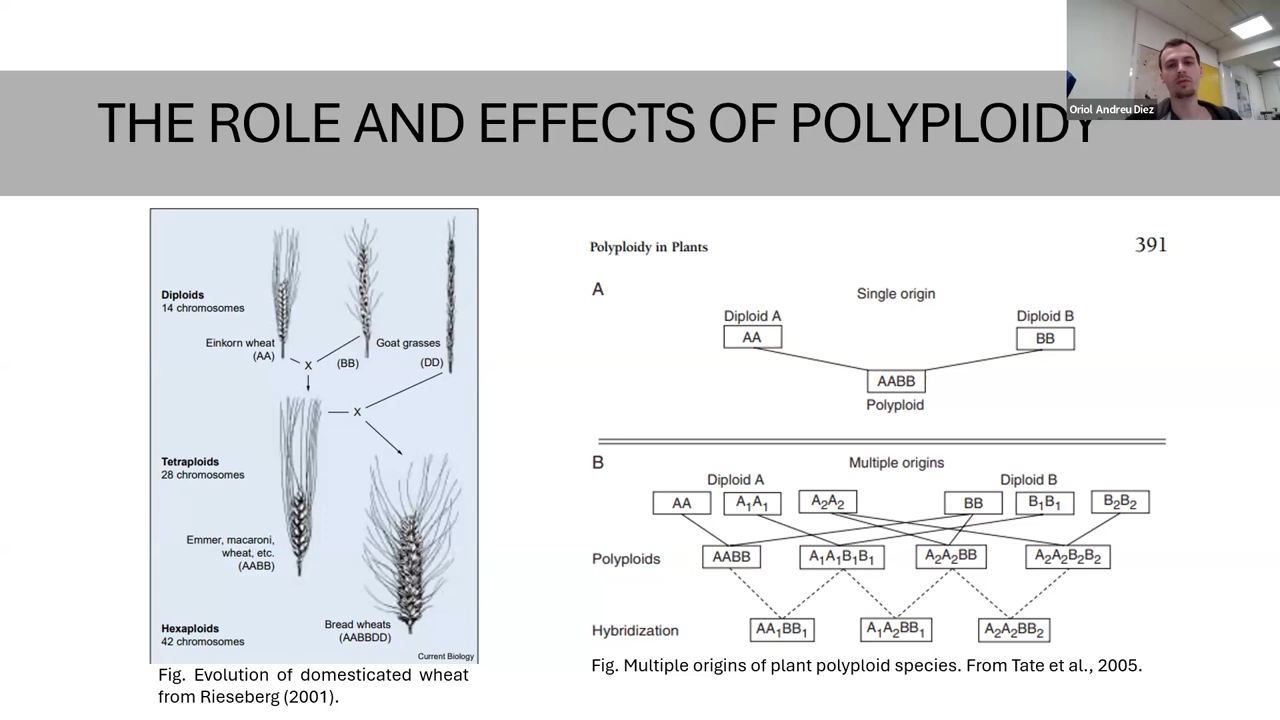 THE ROLE AND EFFECTS OF POLYPLOIDY
Oriol Andreu Diez
Diploids
14 chromosomes
Einkorn wheat
(AA)
X
(BB)
Goat grasses
(DD)
X
Tetraploids
28 chromosomes
Emmer, macaroni,
wheat, etc.
(AABB)
Bread wheats
(AABBDD)
Hexaploids
42 chromosomes
Current Biology
Fig. Evolution of domesticated wheat
from Rieseberg (2001).
Polyploidy in Plants 391
A Single origin
Diploid A Diploid B
AA BB
AABB
Polyploid
B Multiple origins
Diploid A Diploid B
AA A₁A₁ A₂A₂ BB B₁B₁ B₂B₂
Polyploids AABB A₁A₁B₁B₁ A₂A₂BB A₂A₂B₂B₂
Hybridization AA₁BB₁ A₁A₂BB₁ A₂A₂BB₂
Fig. Multiple origins of plant polyploid species. From Tate et al., 2005.